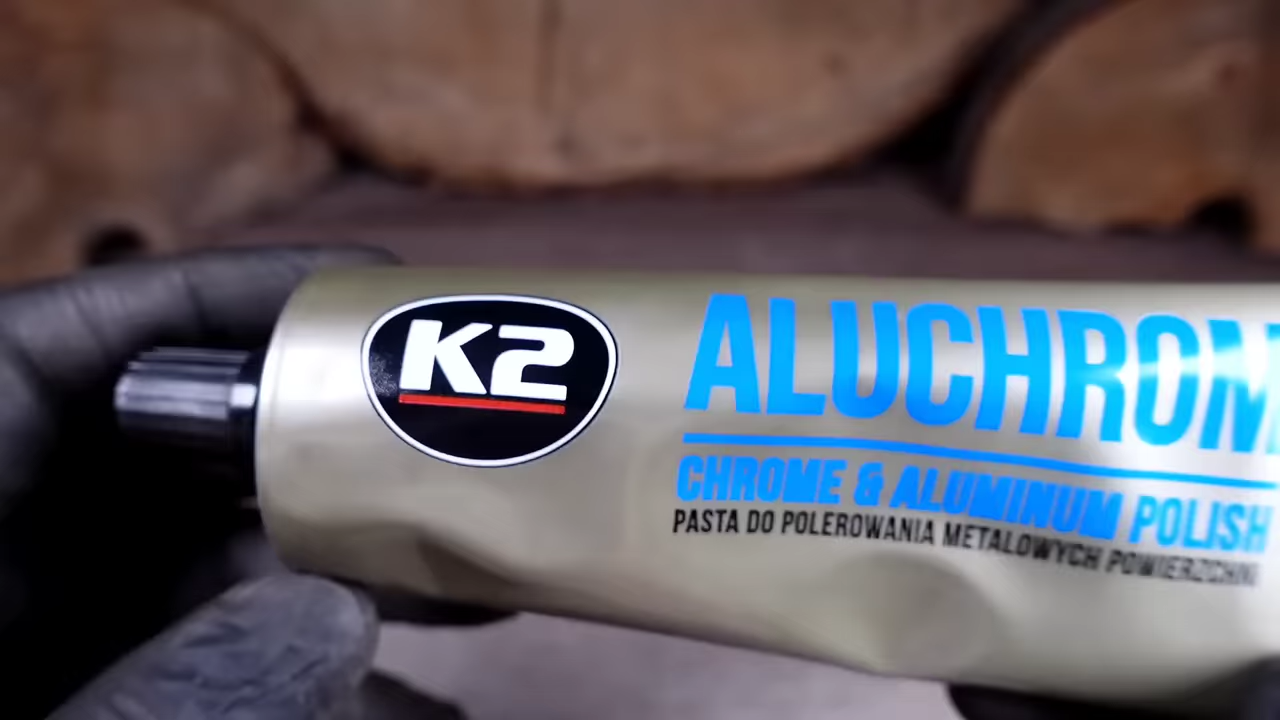 K2
ALUCHROM
CHROME & ALUMINUM POLISH
PASTA DO POLEROWANIA METALOWYCH POWIERZCHNI